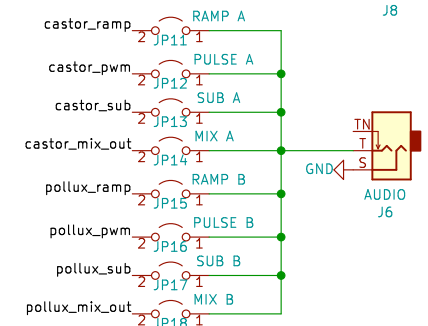 J8
castor_ramp 2 JP11 1 RAMP A
castor_pwm 2 JP12 1 PULSE A
castor_sub 2 JP13 1 SUB A
castor_mix_out 2 JP14 1 MIX A
pollux_ramp 2 JP15 1 RAMP B
pollux_pwm 2 JP16 1 PULSE B
pollux_sub 2 JP17 1 SUB B
pollux_mix_out 2 JP18 1 MIX B
TN
T
GND S
AUDIO
J6